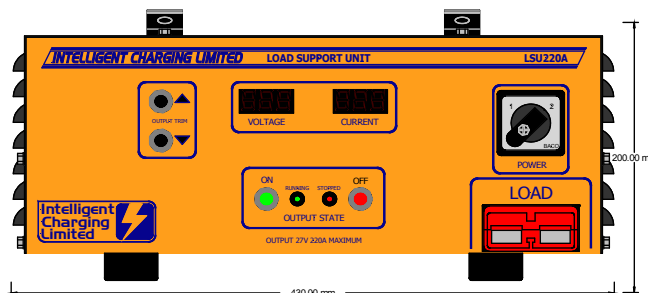 INTELLIGENT CHARGING LIMITED LOAD SUPPORT UNIT LSU220A
OUTPUT TRIM
VOLTAGE CURRENT
1 2
BACO
POWER
200.00 m
ON RUNNING STOPPED OFF
OUTPUT STATE
LOAD
Intelligent
Charging
Limited
OUTPUT 27V 220A MAXIMUM
430.00 mm